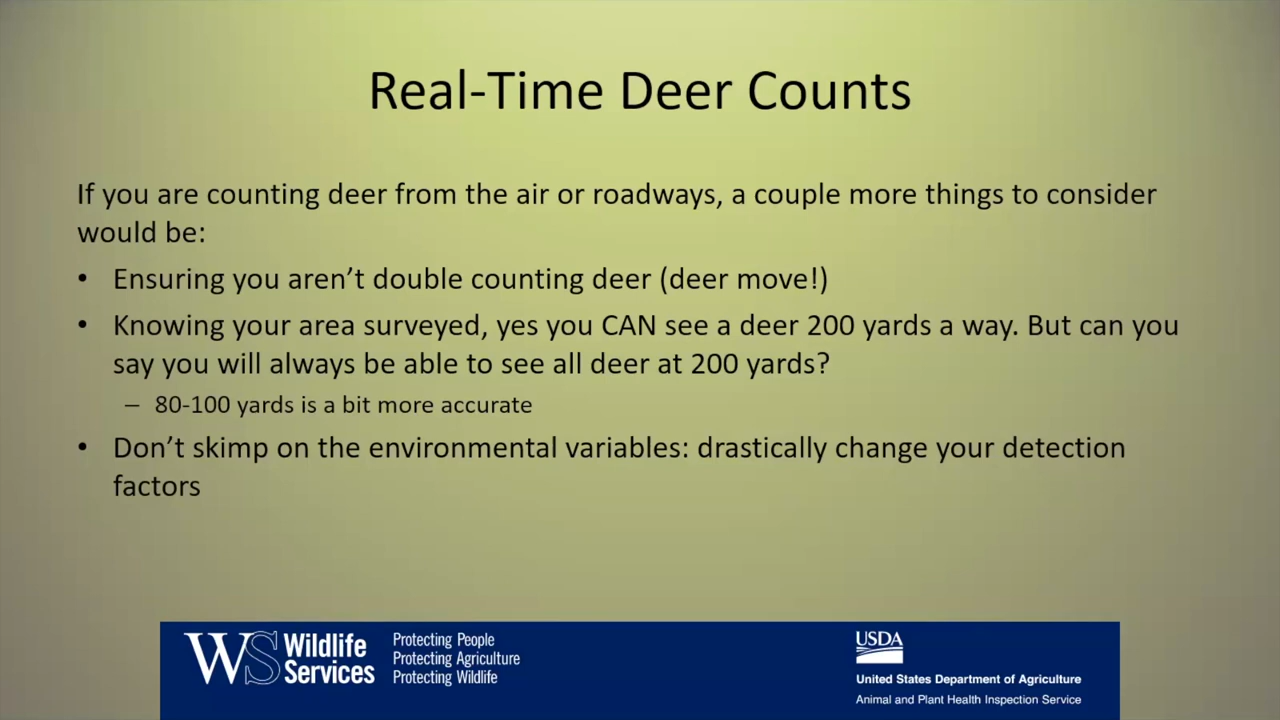 Real-Time Deer Counts
If you are counting deer from the air or roadways, a couple more things to consider
would be:
• Ensuring you aren’t double counting deer (deer move!)
• Knowing your area surveyed, yes you CAN see a deer 200 yards a way. But can you
say you will always be able to see all deer at 200 yards?
– 80-100 yards is a bit more accurate
• Don’t skimp on the environmental variables: drastically change your detection
factors
WS Wildlife Services
Protecting People
Protecting Agriculture
Protecting Wildlife
USDA
United States Department of Agriculture
Animal and Plant Health Inspection Service